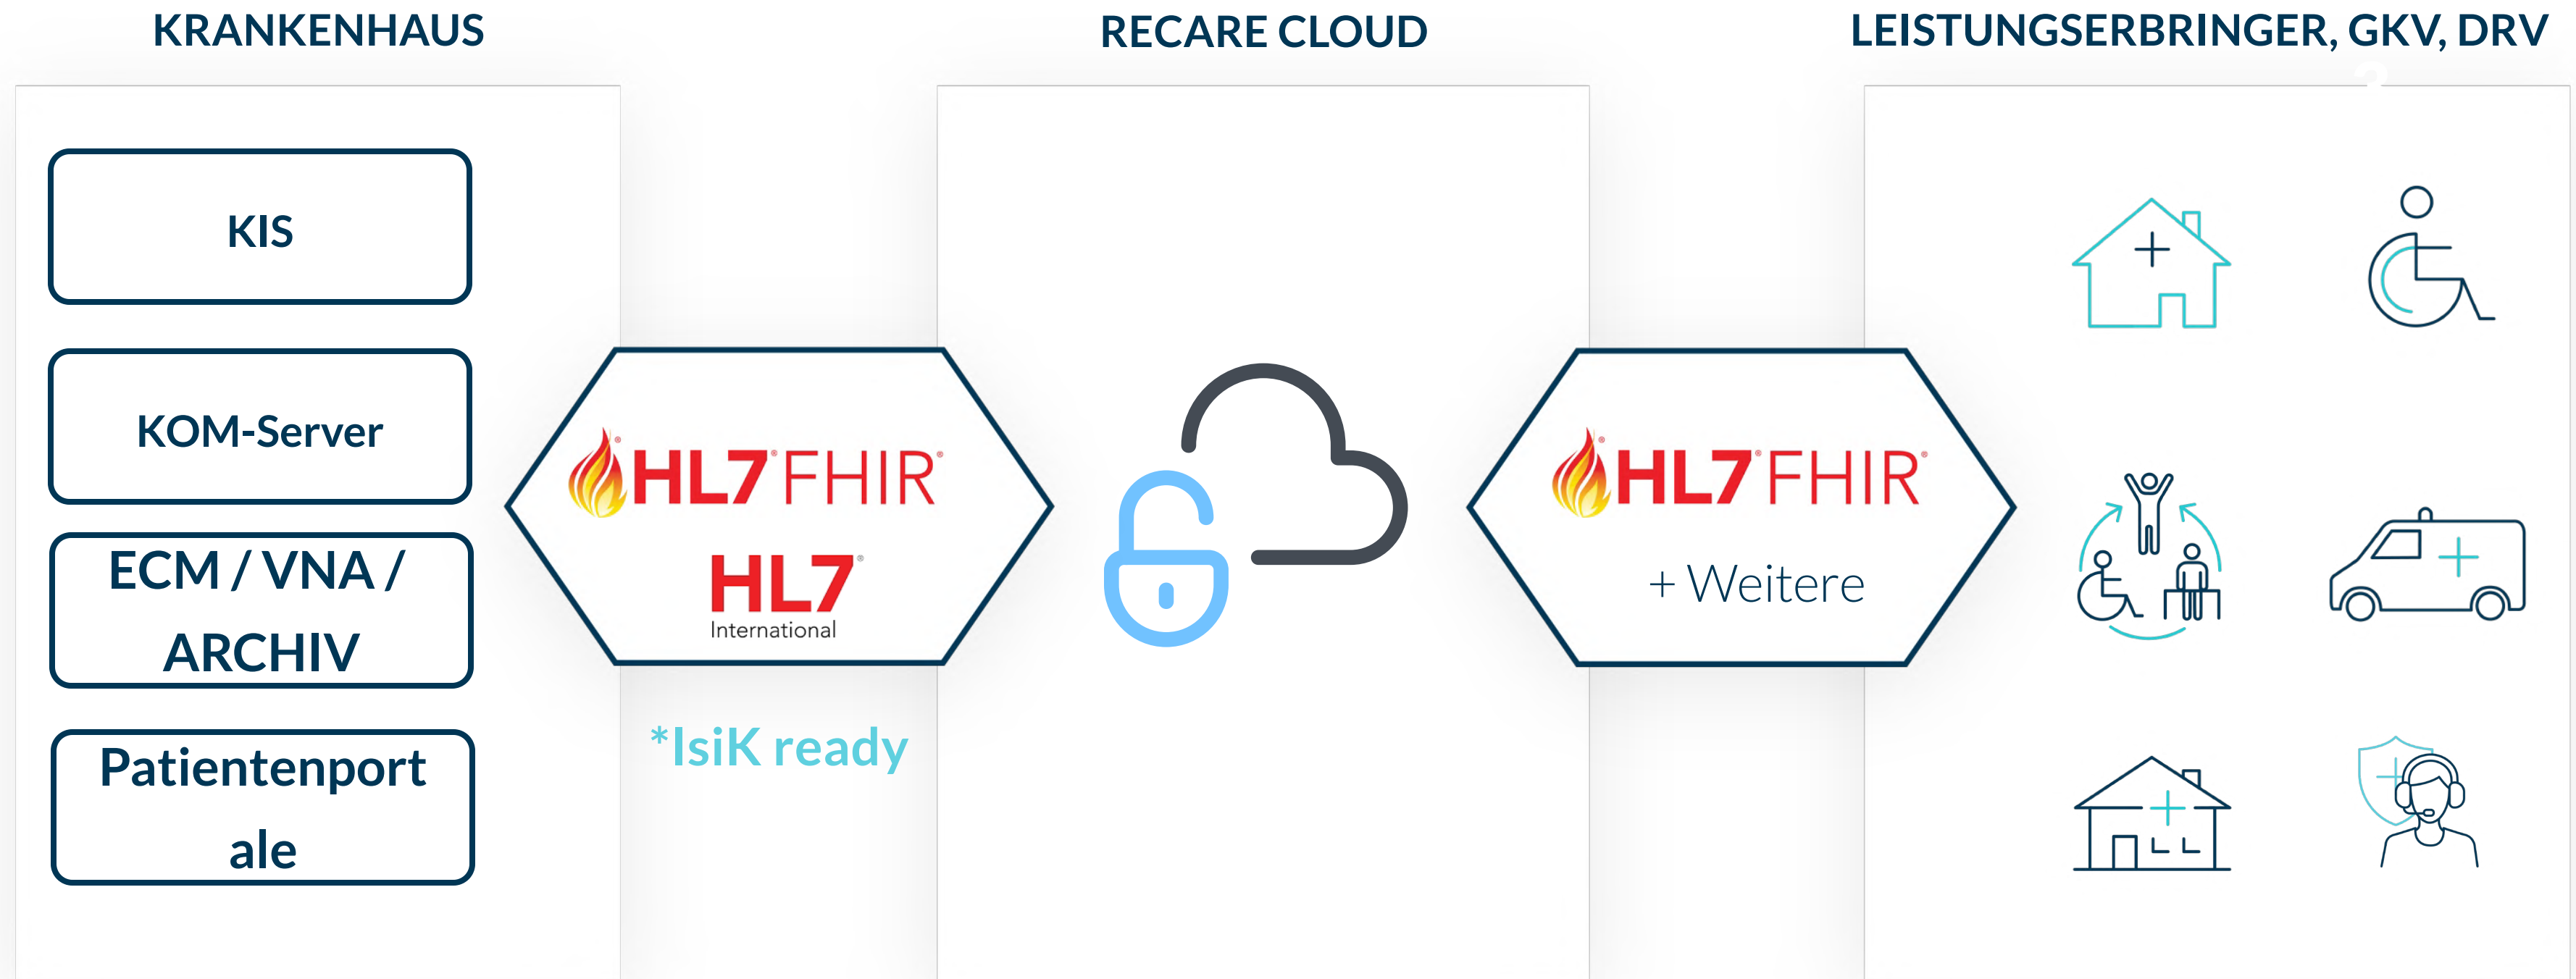 KRANKENHAUS
RECARE CLOUD
LEISTUNGSERBRINGER, GKV, DRV
KIS
KOM-Server
ECM / VNA /
ARCHIV
Patientenport
ale
HL7® FHIR®
HL7®
International
*IsiK ready
HL7® FHIR®
+ Weitere